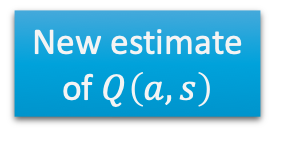 New estimate
of Q(a, s)